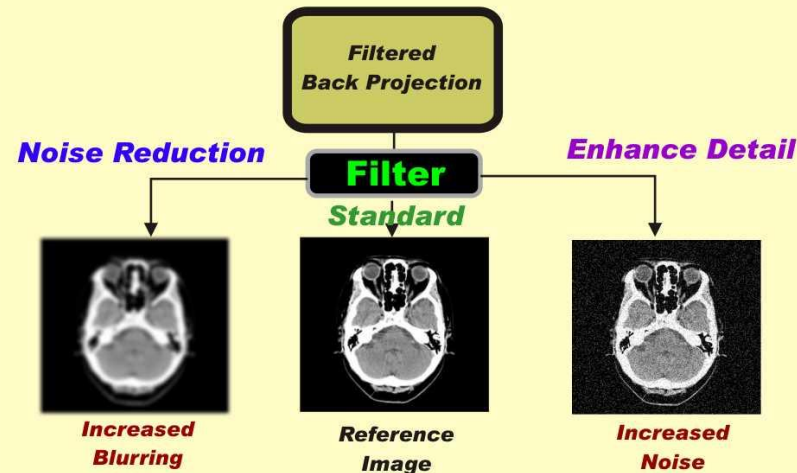 Filtered
Back Projection
Noise Reduction
Enhance Detail
Filter
Standard
Increased
Blurring
Reference
Image
Increased
Noise